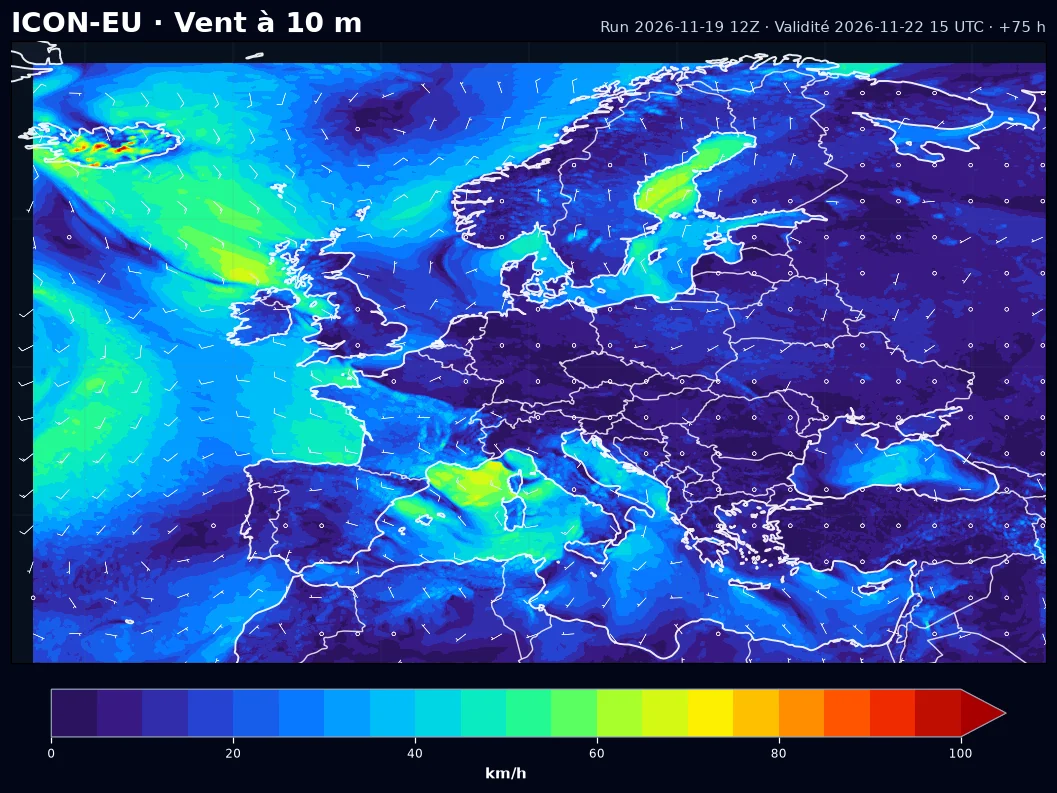 ICON-EU · Vent à 10 m
Run 2026-11-19 12Z · Validité 2026-11-22 15 UTC · +75 h
0 20 40 60 80 100
km/h